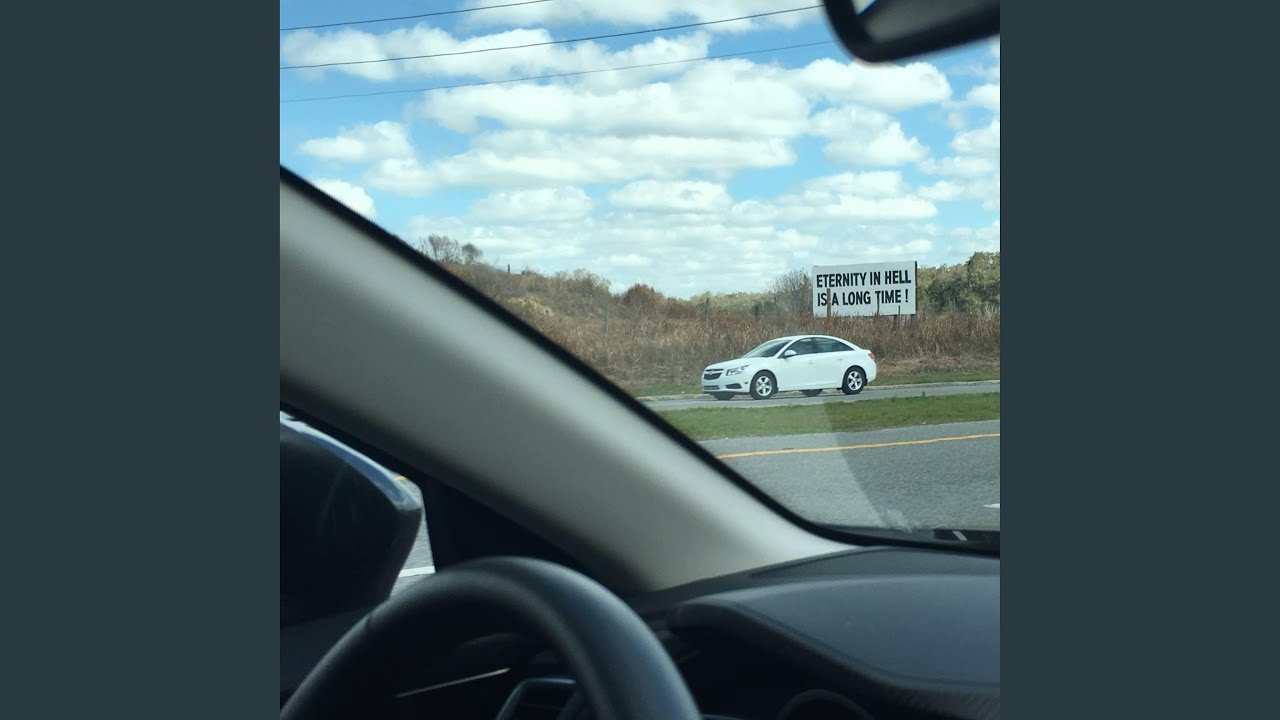 ETERNITY IN HELL
IS A LONG TIME !